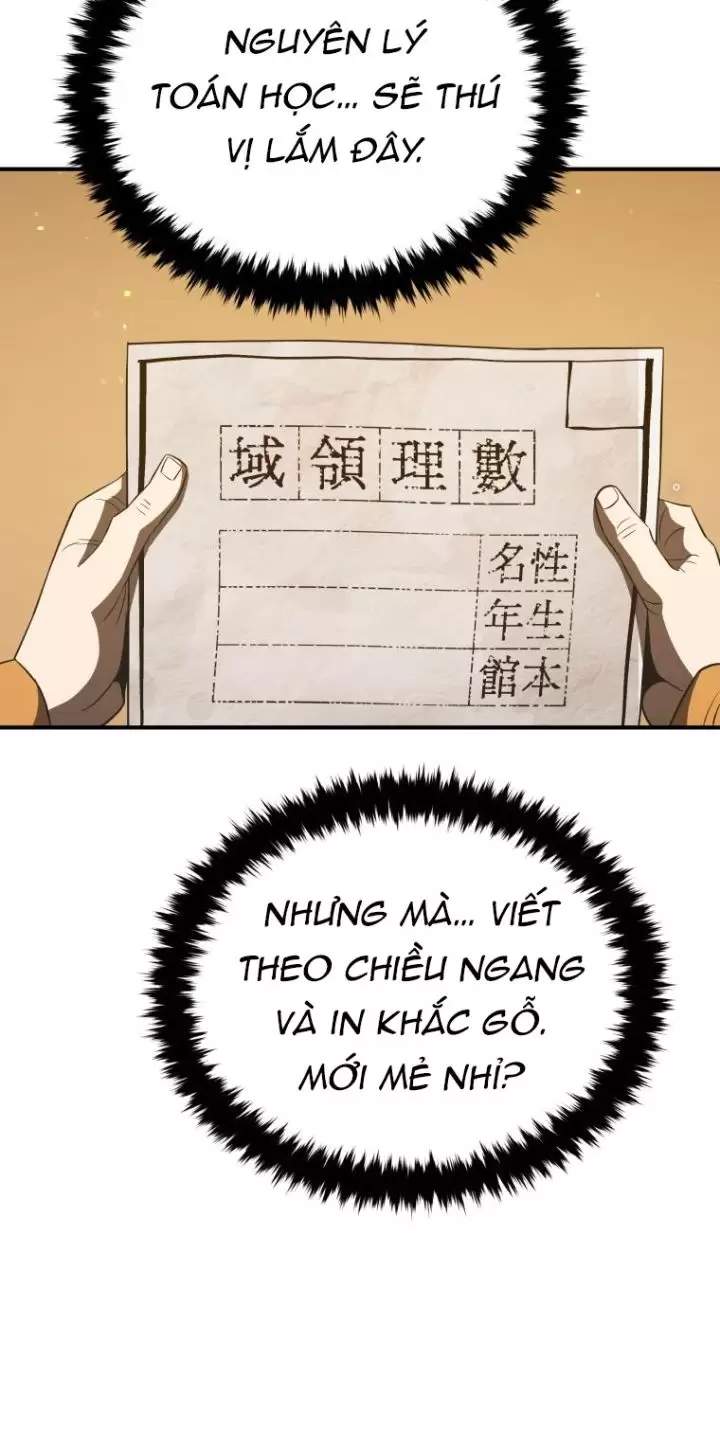 NGUYÊN LÝ
TOÁN HỌC... SẼ THÚ
VỊ LẮM ĐÂY.
域領理數
名性
年生
館本
NHƯNG MÀ... VIẾT
THEO CHIỀU NGANG
VÀ IN KHẮC GỖ.
MỚI MẺ NHỈ?